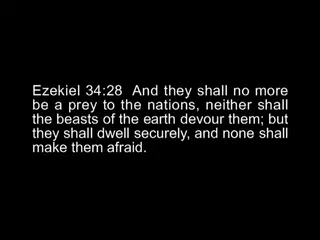 Ezekiel 34:28  And they shall no more
be a prey to the nations, neither shall
the beasts of the earth devour them; but
they shall dwell securely, and none shall
make them afraid.